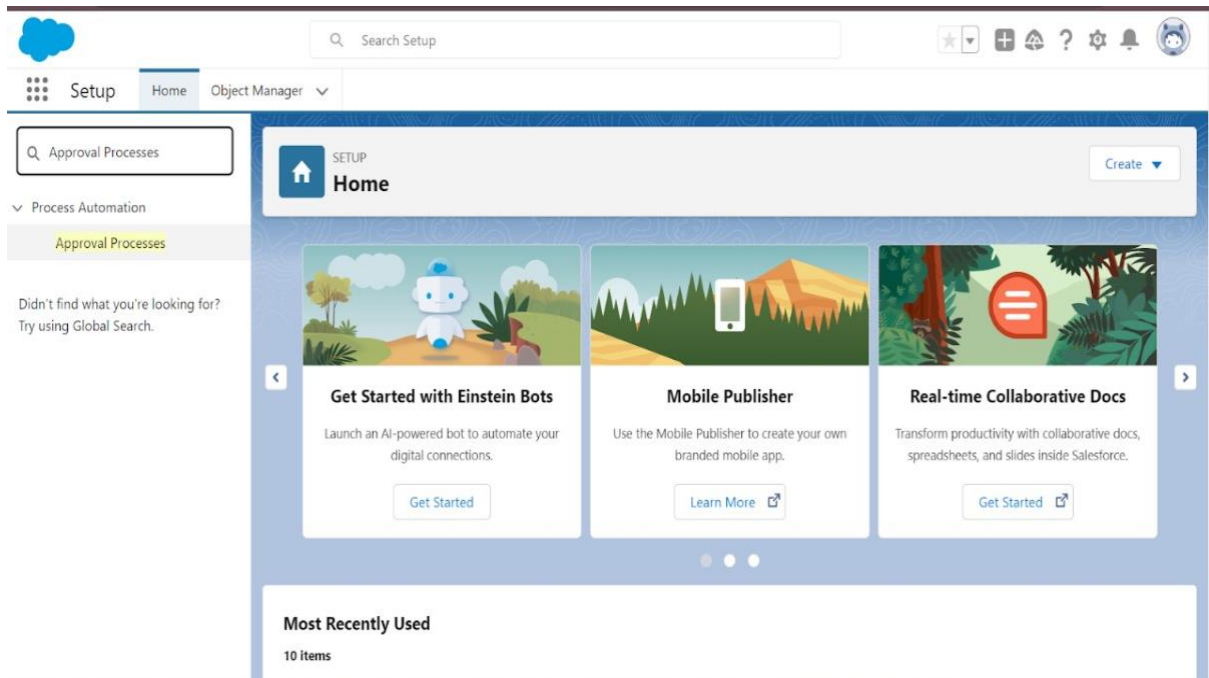 Search Setup
Setup
Home
Object Manager
Approval Processes
Process Automation
Approval Processes
Didn't find what you're looking for?
Try using Global Search.
SETUP
Home
Create
Get Started with Einstein Bots
Launch an AI-powered bot to automate your
digital connections.
Get Started
Mobile Publisher
Use the Mobile Publisher to create your own
branded mobile app.
Learn More
Real-time Collaborative Docs
Transform productivity with collaborative docs,
spreadsheets, and slides inside Salesforce.
Get Started
Most Recently Used
10 items